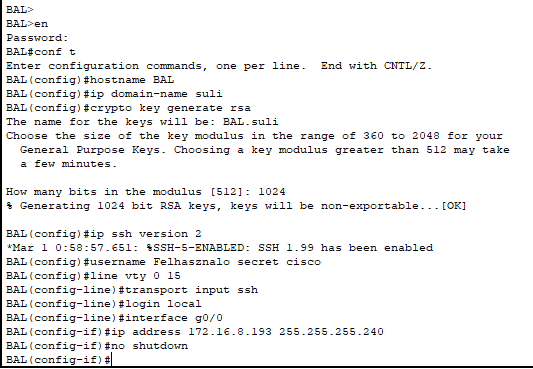 BAL>
BAL>en
Password:
BAL#conf t
Enter configuration commands, one per line.  End with CNTL/Z.
BAL(config)#hostname BAL
BAL(config)#ip domain-name suli
BAL(config)#crypto key generate rsa
The name for the keys will be: BAL.suli
Choose the size of the key modulus in the range of 360 to 2048 for your
  General Purpose Keys. Choosing a key modulus greater than 512 may take
  a few minutes.

How many bits in the modulus [512]: 1024
% Generating 1024 bit RSA keys, keys will be non-exportable...[OK]

BAL(config)#ip ssh version 2
*Mar 1 0:58:57.651: %SSH-5-ENABLED: SSH 1.99 has been enabled
BAL(config)#username Felhasznalo secret cisco
BAL(config)#line vty 0 15
BAL(config-line)#transport input ssh
BAL(config-line)#login local
BAL(config-line)#interface g0/0
BAL(config-if)#ip address 172.16.8.193 255.255.255.240
BAL(config-if)#no shutdown
BAL(config-if)#